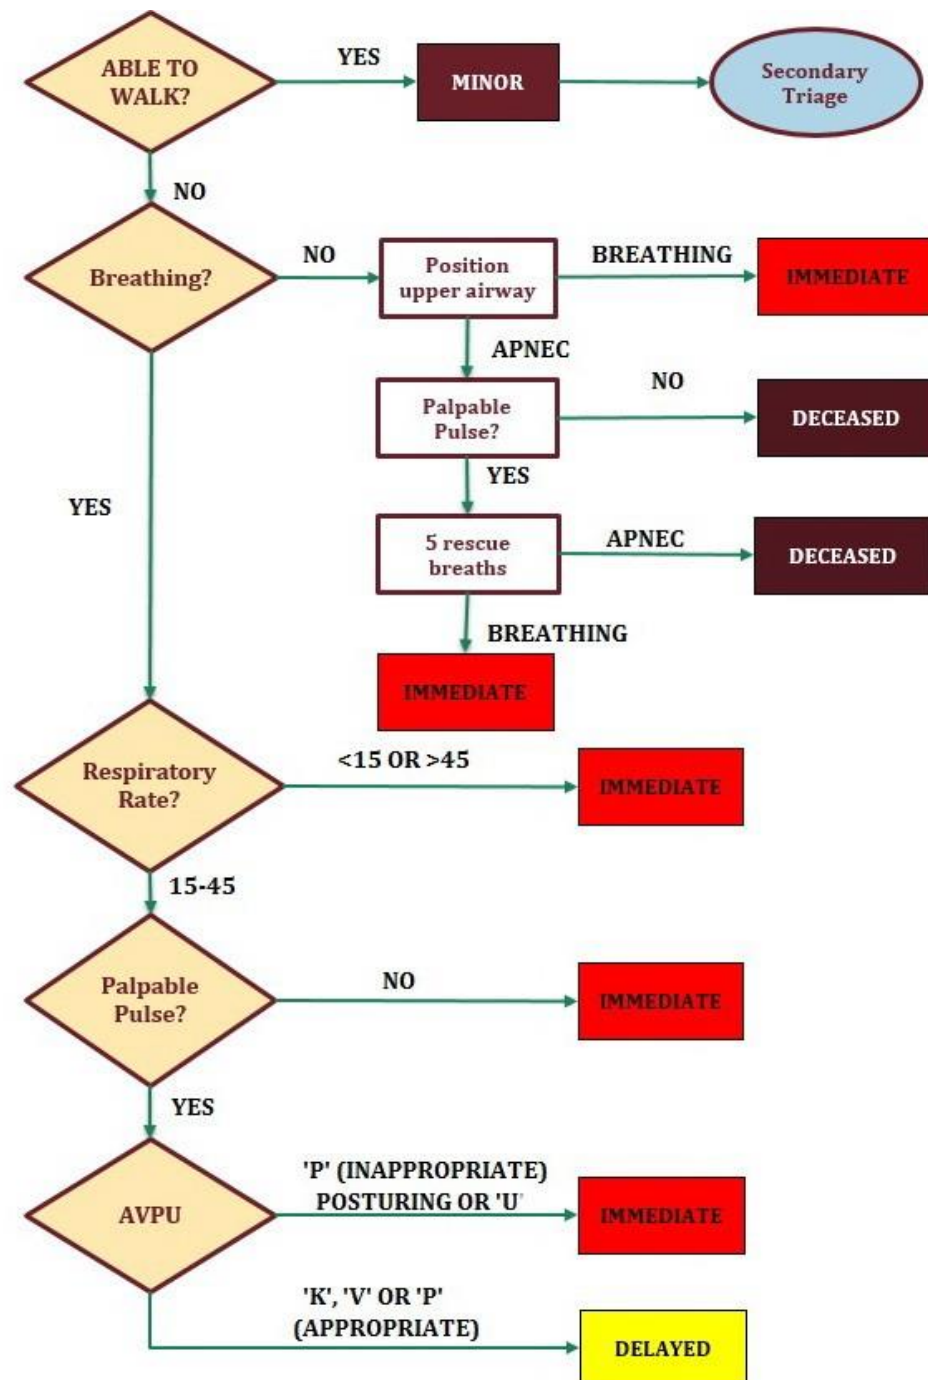 ABLE TO
WALK?
YES
MINOR
Secondary
Triage
NO
Breathing?
NO
Position
upper airway
BREATHING
IMMEDIATE
APNEC
Palpable
Pulse?
NO
DECEASED
YES
YES
5 rescue
breaths
APNEC
DECEASED
BREATHING
IMMEDIATE
Respiratory
Rate?
<15 OR >45
IMMEDIATE
15-45
Palpable
Pulse?
NO
IMMEDIATE
YES
AVPU
'P' (INAPPROPRIATE)
POSTURING OR 'U'
IMMEDIATE
'K', 'V' OR 'P'
(APPROPRIATE)
DELAYED